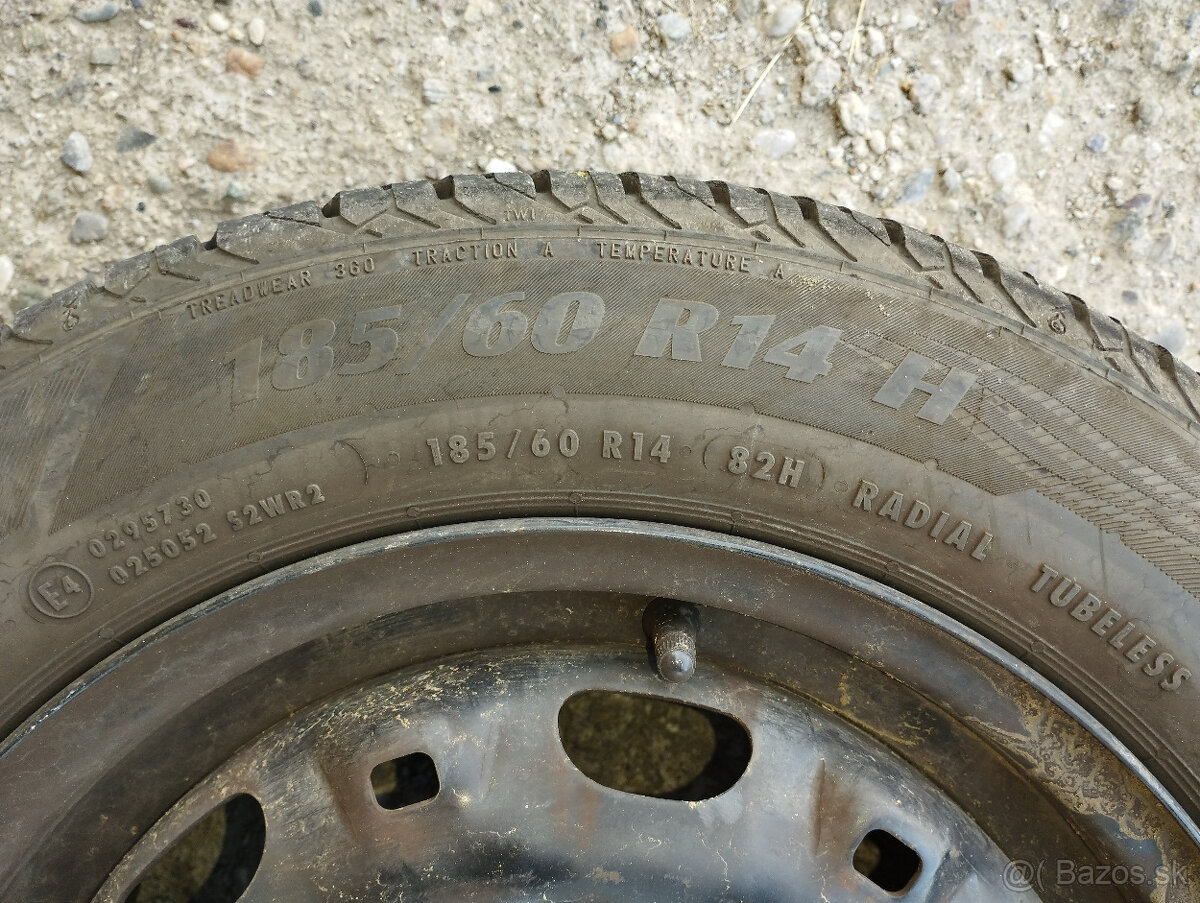 TWI
TREADWEAR 360 TRACTION A TEMPERATURE A
185/60 R14 H
185/60 R14 (82H) RADIAL TUBELESS
0295730
025052 S2WR2
E4
@( Bazos.sk